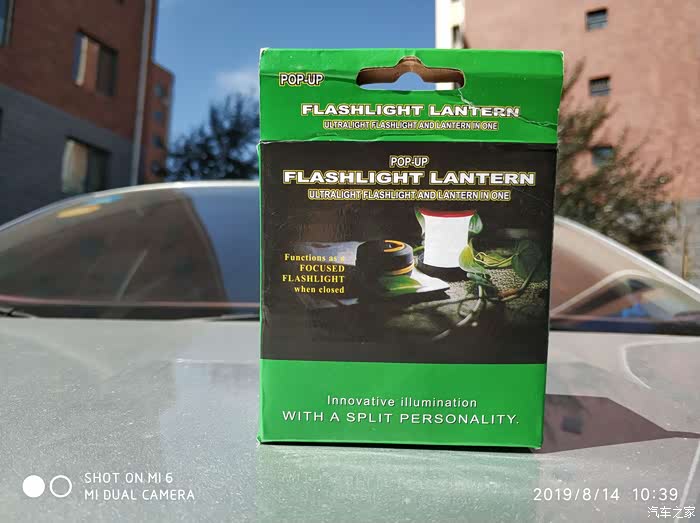 POP-UP
FLASHLIGHT LANTERN
ULTRALIGHT FLASHLIGHT AND LANTERN IN ONE
POP-UP
FLASHLIGHT LANTERN
ULTRALIGHT FLASHLIGHT AND LANTERN IN ONE
Functions as a
FOCUSED
FLASHLIGHT
when closed
Innovative illumination
WITH A SPLIT PERSONALITY.
SHOT ON MI 6
MI DUAL CAMERA
2019/8/14 10:39
汽车之家